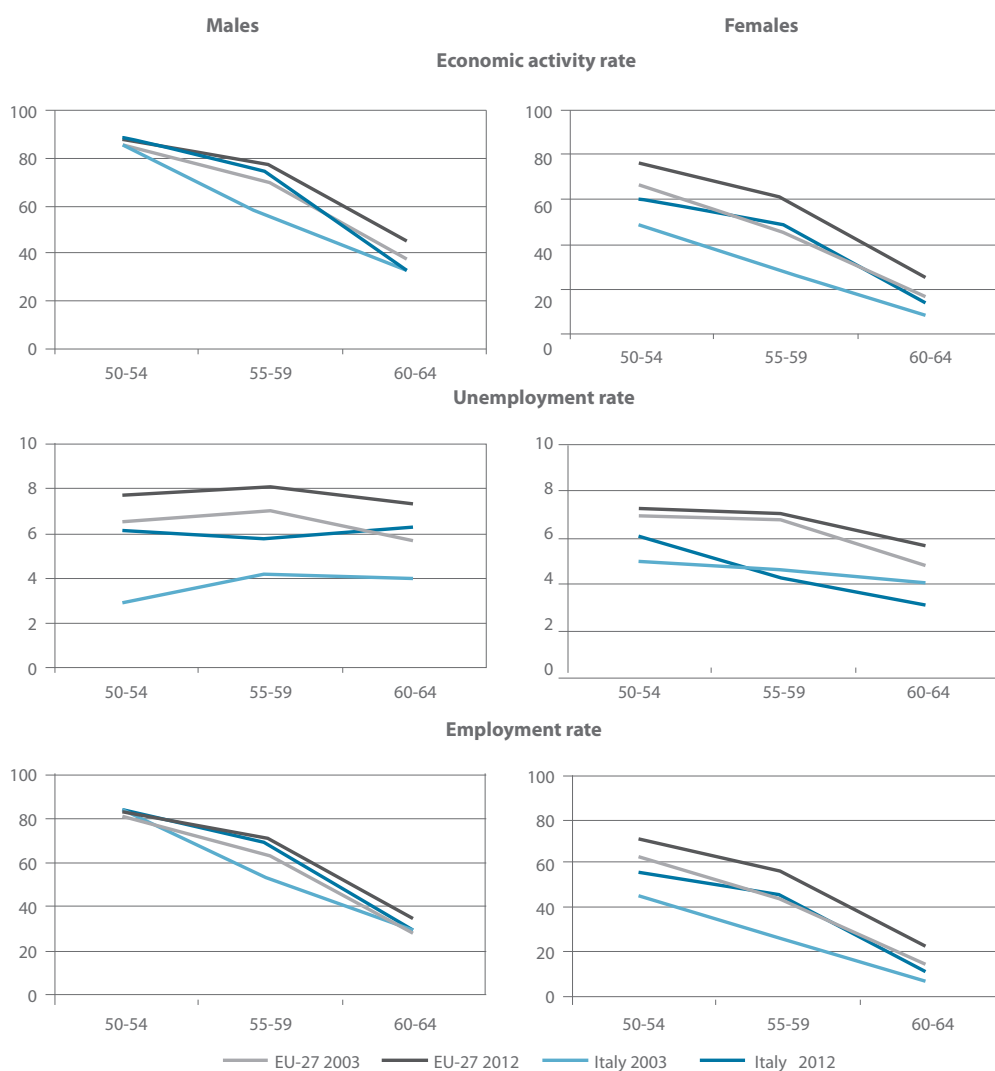 Males Females
Economic activity rate
100 100
80 80
60 60
40 40
20 20
0 0
50-54 55-59 60-64 50-54 55-59 60-64
Unemployment rate
10 10
8 8
6 6
4 4
2 2
0 0
50-54 55-59 60-64 50-54 55-59 60-64
Employment rate
100 100
80 80
60 60
40 40
20 20
0 0
50-54 55-59 60-64 50-54 55-59 60-64
EU-27 2003 EU-27 2012 Italy 2003 Italy 2012